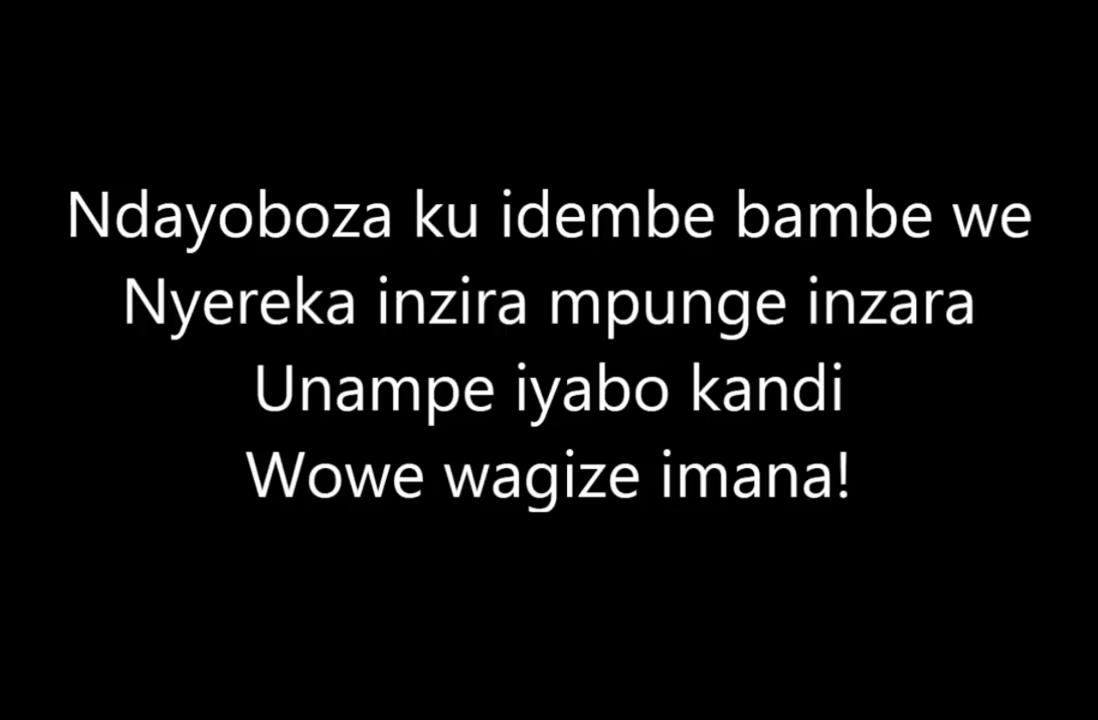 Ndayoboza ku idembe bambe we
Nyereka inzira mpunge inzara
Unampe iyabo kandi
Wowe wagize imana!